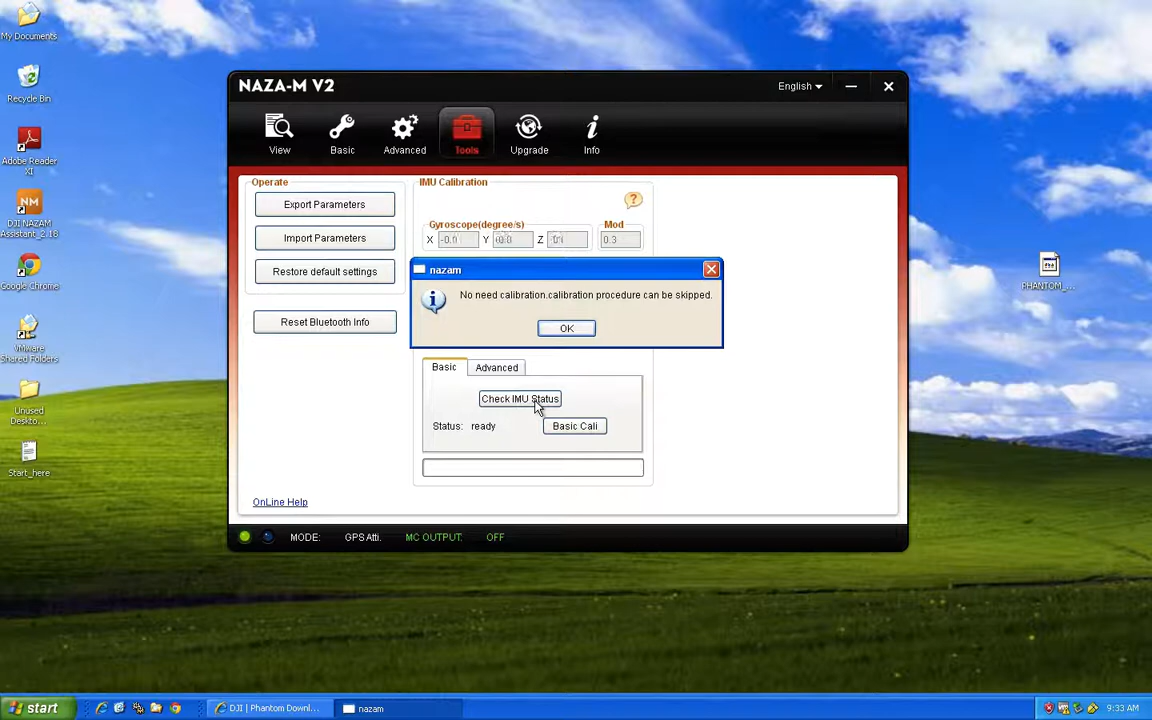 My Documents
Recycle Bin
Adobe Reader
XI
DJI NAZAM
Assistant_2.18
Google Chrome
VMware
Shared Folders
Unused
Deskto...
Start_here
PHANTOM_...
NAZA-M V2
English
View
Basic
Advanced
Tools
Upgrade
Info
Operate
Export Parameters
Import Parameters
Restore default settings
Reset Bluetooth Info
OnLine Help
IMU Calibration
Gyroscope(degree/s)
Mod
X
Y
Z
0.3
nazam
No need calibration.calibration procedure can be skipped.
OK
Basic
Advanced
Check IMU Status
Status: ready
Basic Cali
MODE: GPS Atti. MC OUTPUT: OFF
start
DJI | Phantom Downl...
nazam
9:33 AM